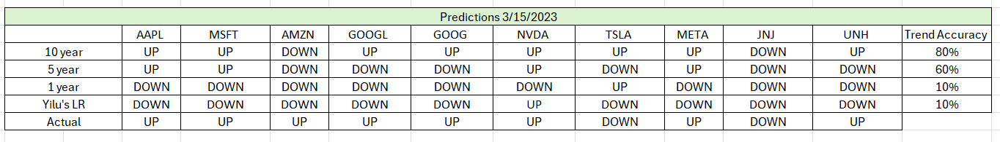 Predictions 3/15/2023
AAPL MSFT AMZN GOOGL GOOG NVDA TSLA META JNJ UNH Trend Accuracy
10 year UP UP DOWN UP UP UP UP UP DOWN UP 80%
5 year UP UP DOWN DOWN DOWN UP DOWN UP DOWN DOWN 60%
1 year DOWN DOWN DOWN DOWN DOWN DOWN UP DOWN DOWN DOWN 10%
Yilu's LR DOWN DOWN DOWN DOWN DOWN UP DOWN DOWN DOWN DOWN 10%
Actual UP UP UP UP UP UP DOWN UP DOWN UP